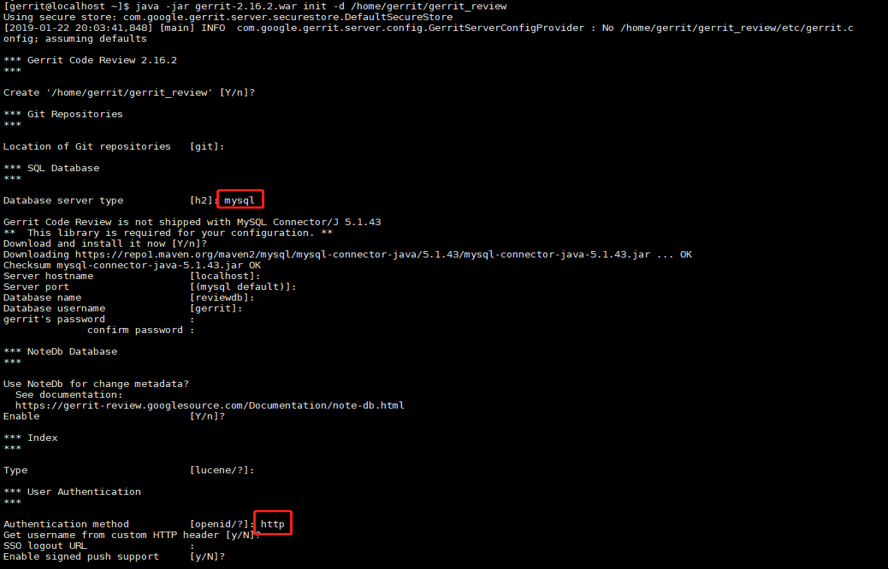 [gerrit@localhost ~]$ java -jar gerrit-2.16.2.war init -d /home/gerrit/gerrit_review
Using secure store: com.google.gerrit.server.securestore.DefaultSecureStore
[2019-01-22 20:03:41,848] [main] INFO  com.google.gerrit.server.config.GerritServerConfigProvider : No /home/gerrit/gerrit_review/etc/gerrit.c
onfig; assuming defaults
*** Gerrit Code Review 2.16.2
***
Create '/home/gerrit/gerrit_review' [Y/n]?
*** Git Repositories
***
Location of Git repositories   [git]:
*** SQL Database
***
Database server type           [h2]: mysql
Gerrit Code Review is not shipped with MySQL Connector/J 5.1.43
**  This library is required for your configuration. **
Download and install it now [Y/n]?
Downloading https://repo1.maven.org/maven2/mysql/mysql-connector-java/5.1.43/mysql-connector-java-5.1.43.jar ... OK
Checksum mysql-connector-java-5.1.43.jar OK
Server hostname                [localhost]:
Server port                    [(mysql default)]:
Database name                  [reviewdb]:
Database username              [gerrit]:
gerrit's password              :
              confirm password :
*** NoteDb Database
***
Use NoteDb for change metadata?
  See documentation:
  https://gerrit-review.googlesource.com/Documentation/note-db.html
Enable                         [Y/n]?
*** Index
***
Type                           [lucene/?]:
*** User Authentication
***
Authentication method          [openid/?]: http
Get username from custom HTTP header [y/N]?
SSO logout URL                 :
Enable signed push support     [y/N]?